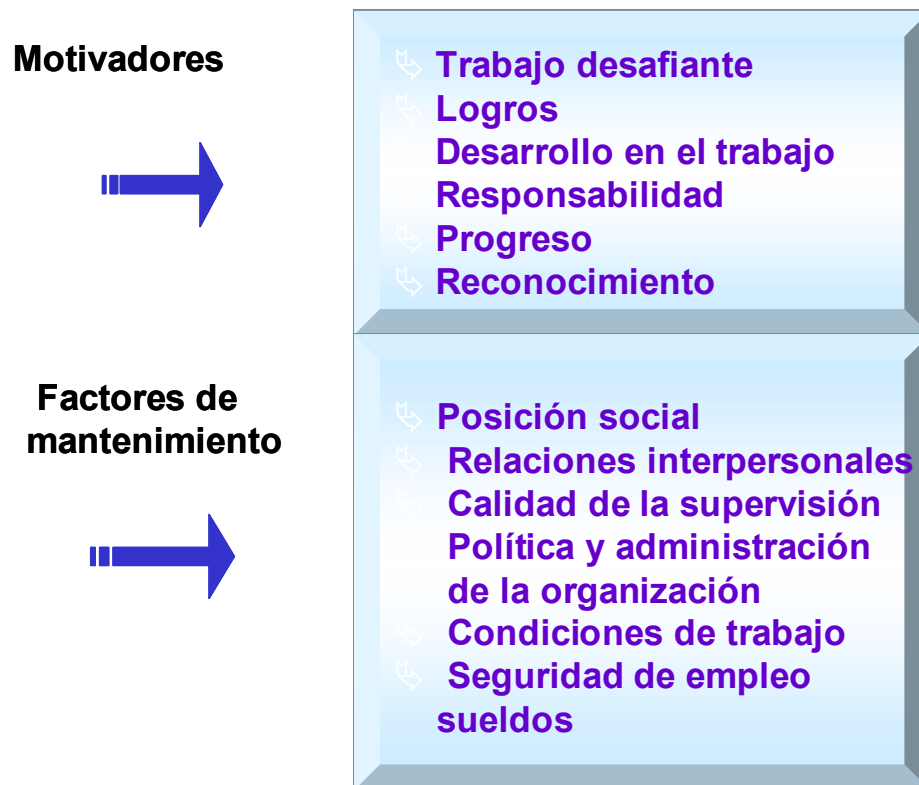 Motivadores
Trabajo desafiante
Logros
Desarrollo en el trabajo
Responsabilidad
Progreso
Reconocimiento
Factores de
mantenimiento
Posición social
Relaciones interpersonales
Calidad de la supervisión
Política y administración
de la organización
Condiciones de trabajo
Seguridad de empleo
sueldos